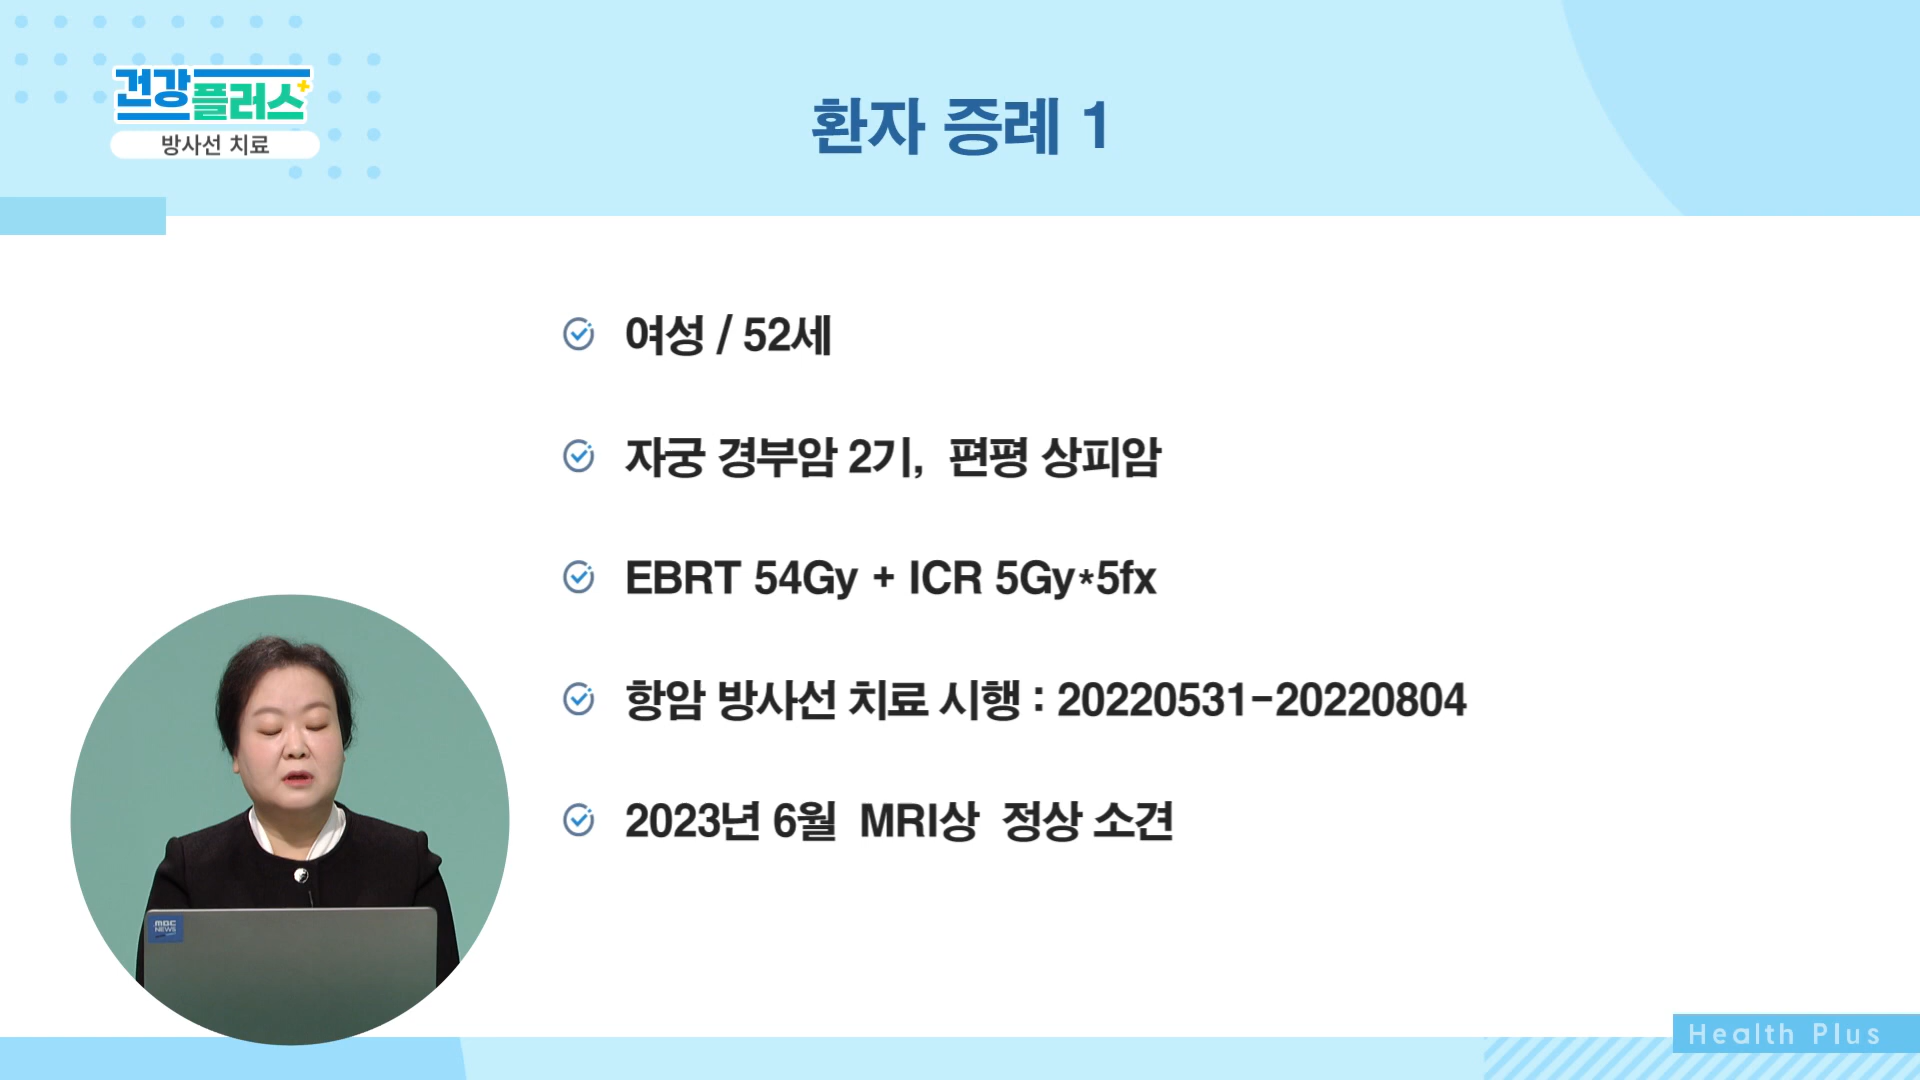 건강플러스
방사선 치료
환자 증례 1
여성 / 52세
자궁 경부암 2기, 편평 상피암
EBRT 54Gy + ICR 5Gy*5fx
항암 방사선 치료 시행 : 20220531-20220804
2023년 6월 MRI상 정상 소견
MBC
NEWS
Health Plus